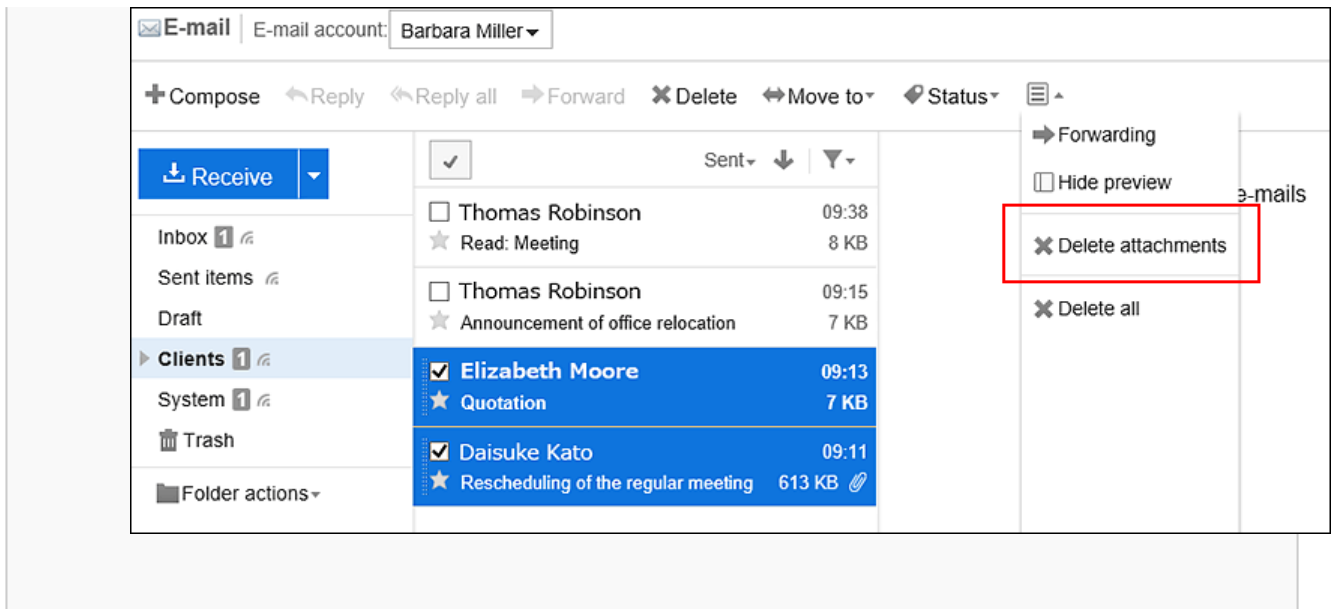 E-mail E-mail account: Barbara Miller
Compose Reply Reply all Forward Delete Move to Status
Forwarding
Hide preview
Delete attachments
Delete all
e-mails
Receive
Inbox 1
Sent items
Draft
Clients 1
System 1
Trash
Folder actions
Sent
Thomas Robinson 09:38
Read: Meeting 8 KB
Thomas Robinson 09:15
Announcement of office relocation 7 KB
Elizabeth Moore 09:13
Quotation 7 KB
Daisuke Kato 09:11
Rescheduling of the regular meeting 613 KB